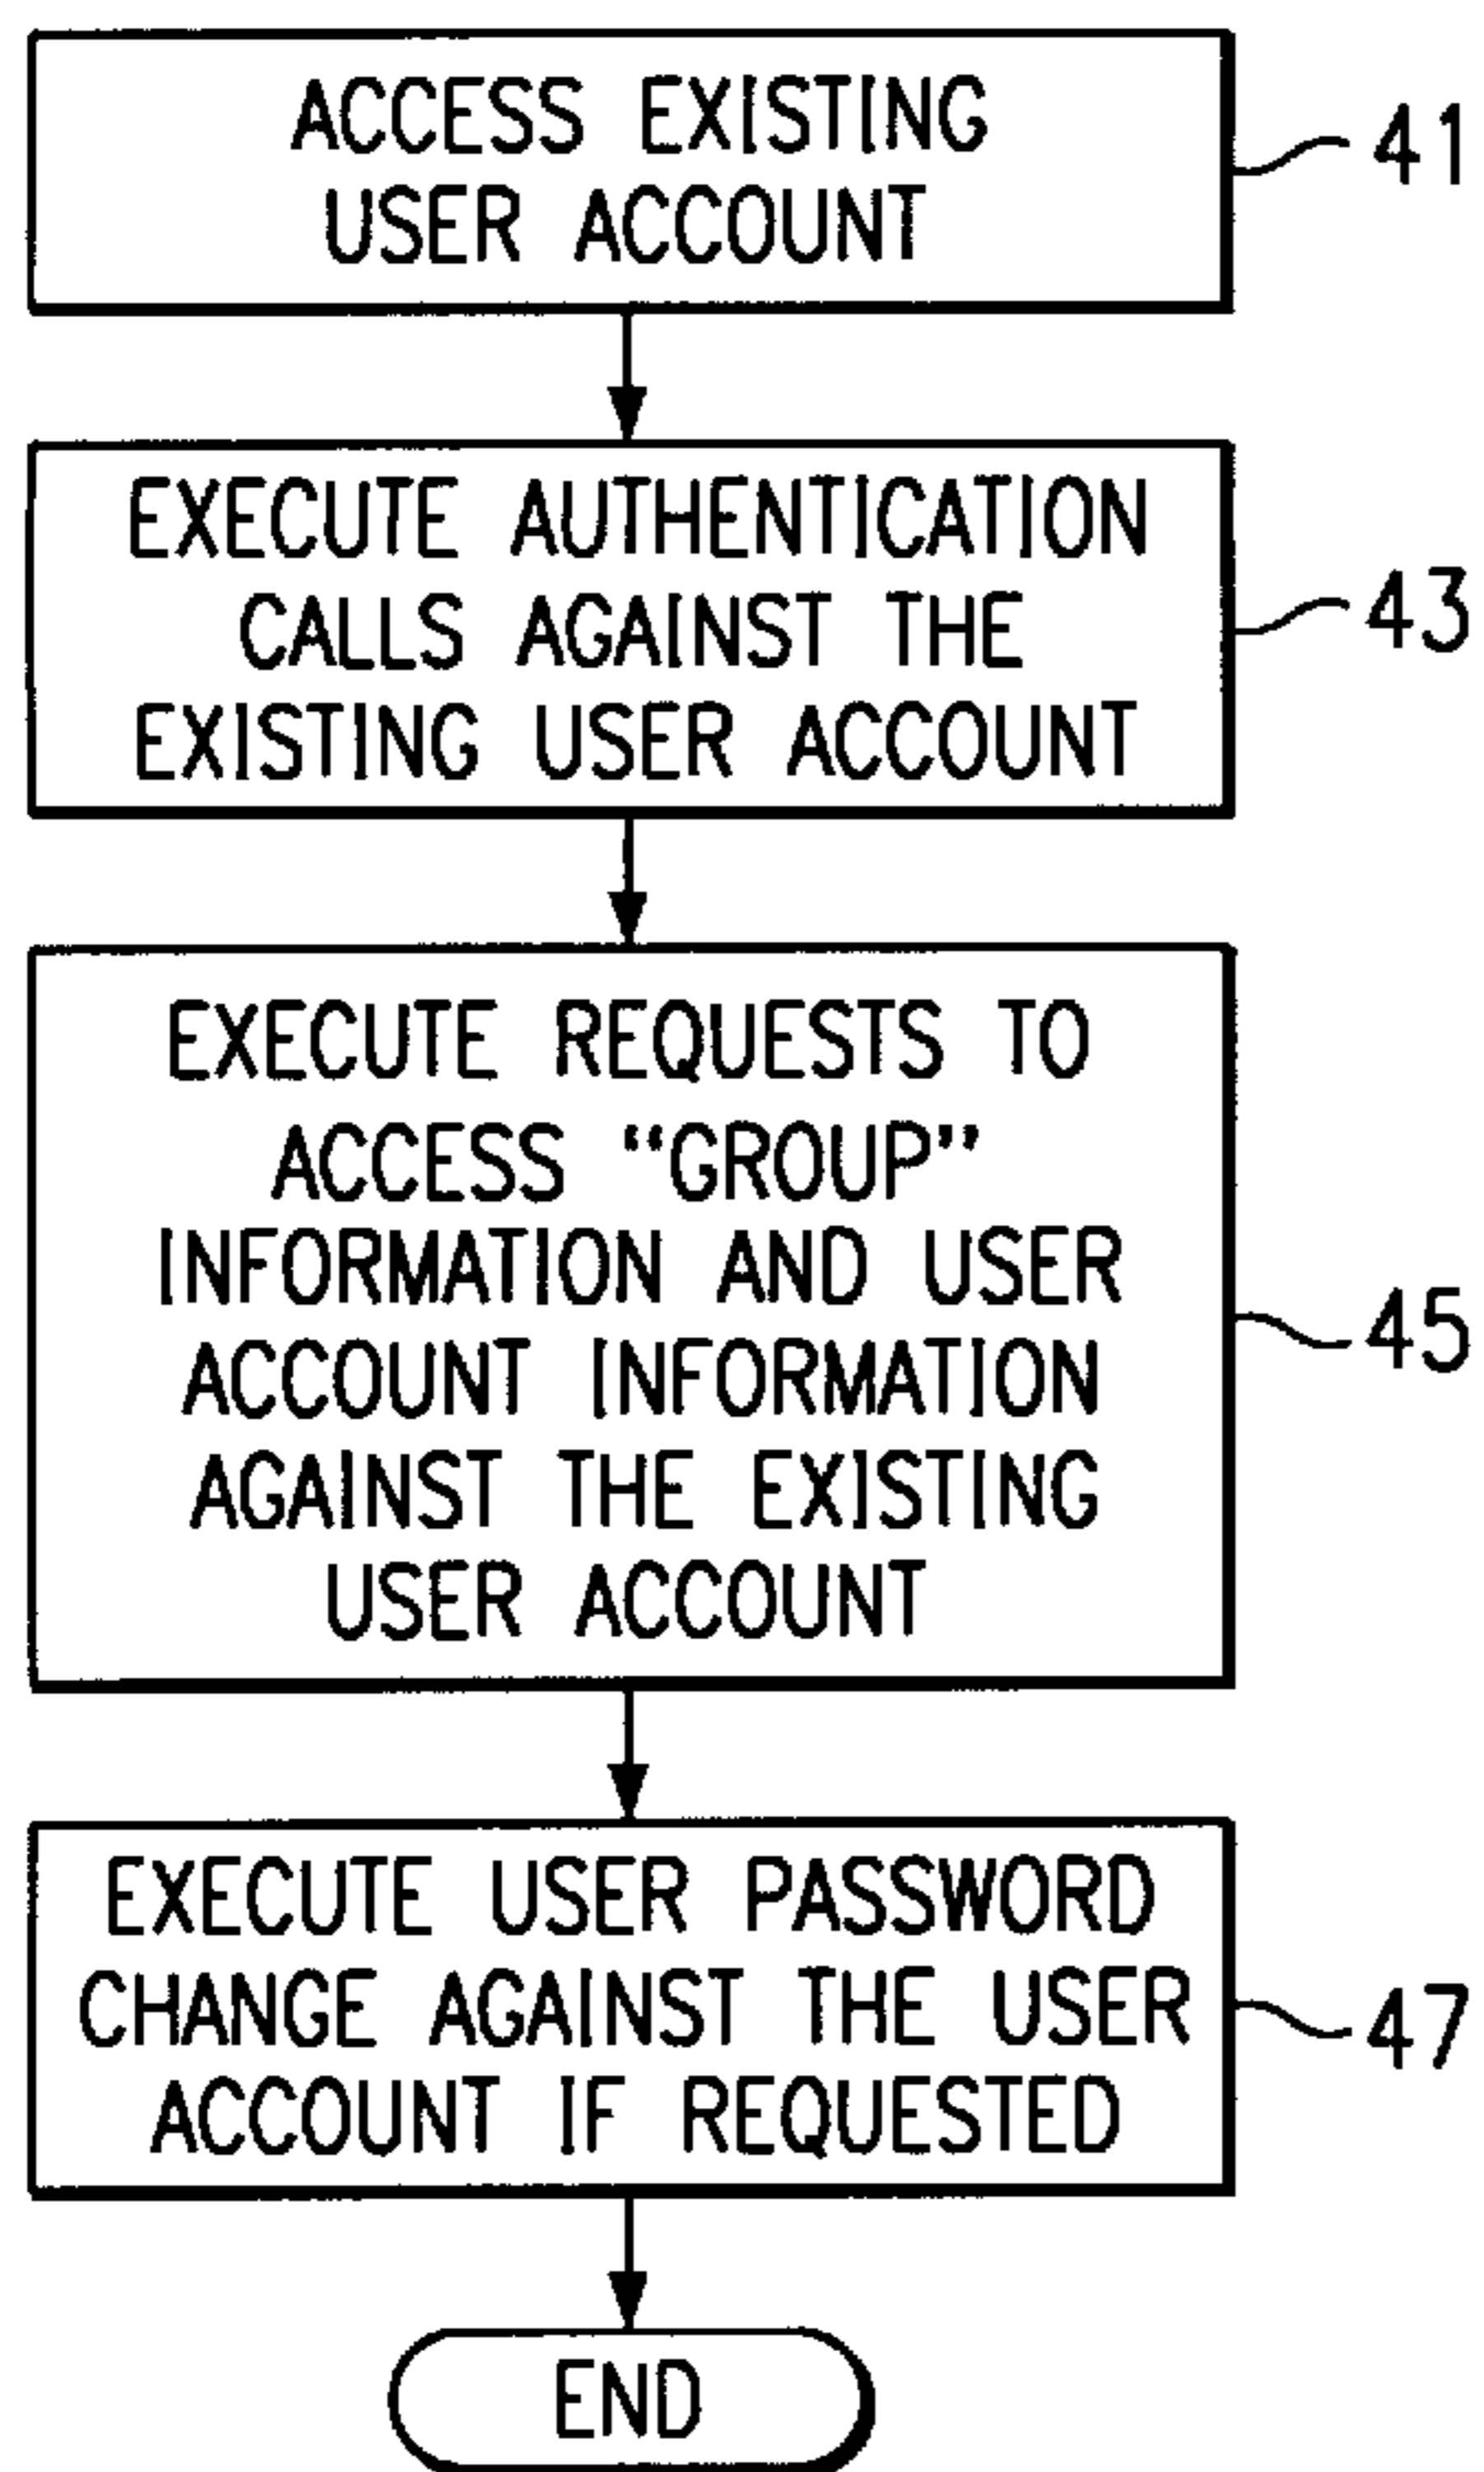 ACCESS EXISTING
USER ACCOUNT
41
EXECUTE AUTHENTICATION
CALLS AGAINST THE
EXISTING USER ACCOUNT
43
EXECUTE REQUESTS TO
ACCESS “GROUP”
INFORMATION AND USER
ACCOUNT INFORMATION
AGAINST THE EXISTING
USER ACCOUNT
45
EXECUTE USER PASSWORD
CHANGE AGAINST THE USER
ACCOUNT IF REQUESTED
47
END